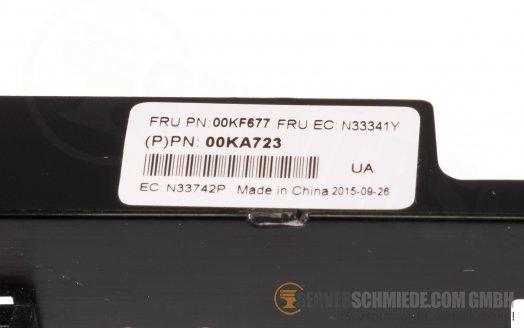 FRU PN: 00KF677 FRU EC: N33341Y
(P)PN: 00KA723
UA
EC: N33742P Made in China 2015-09-26
SERVERSCHMIEDE.COM GMBH
!